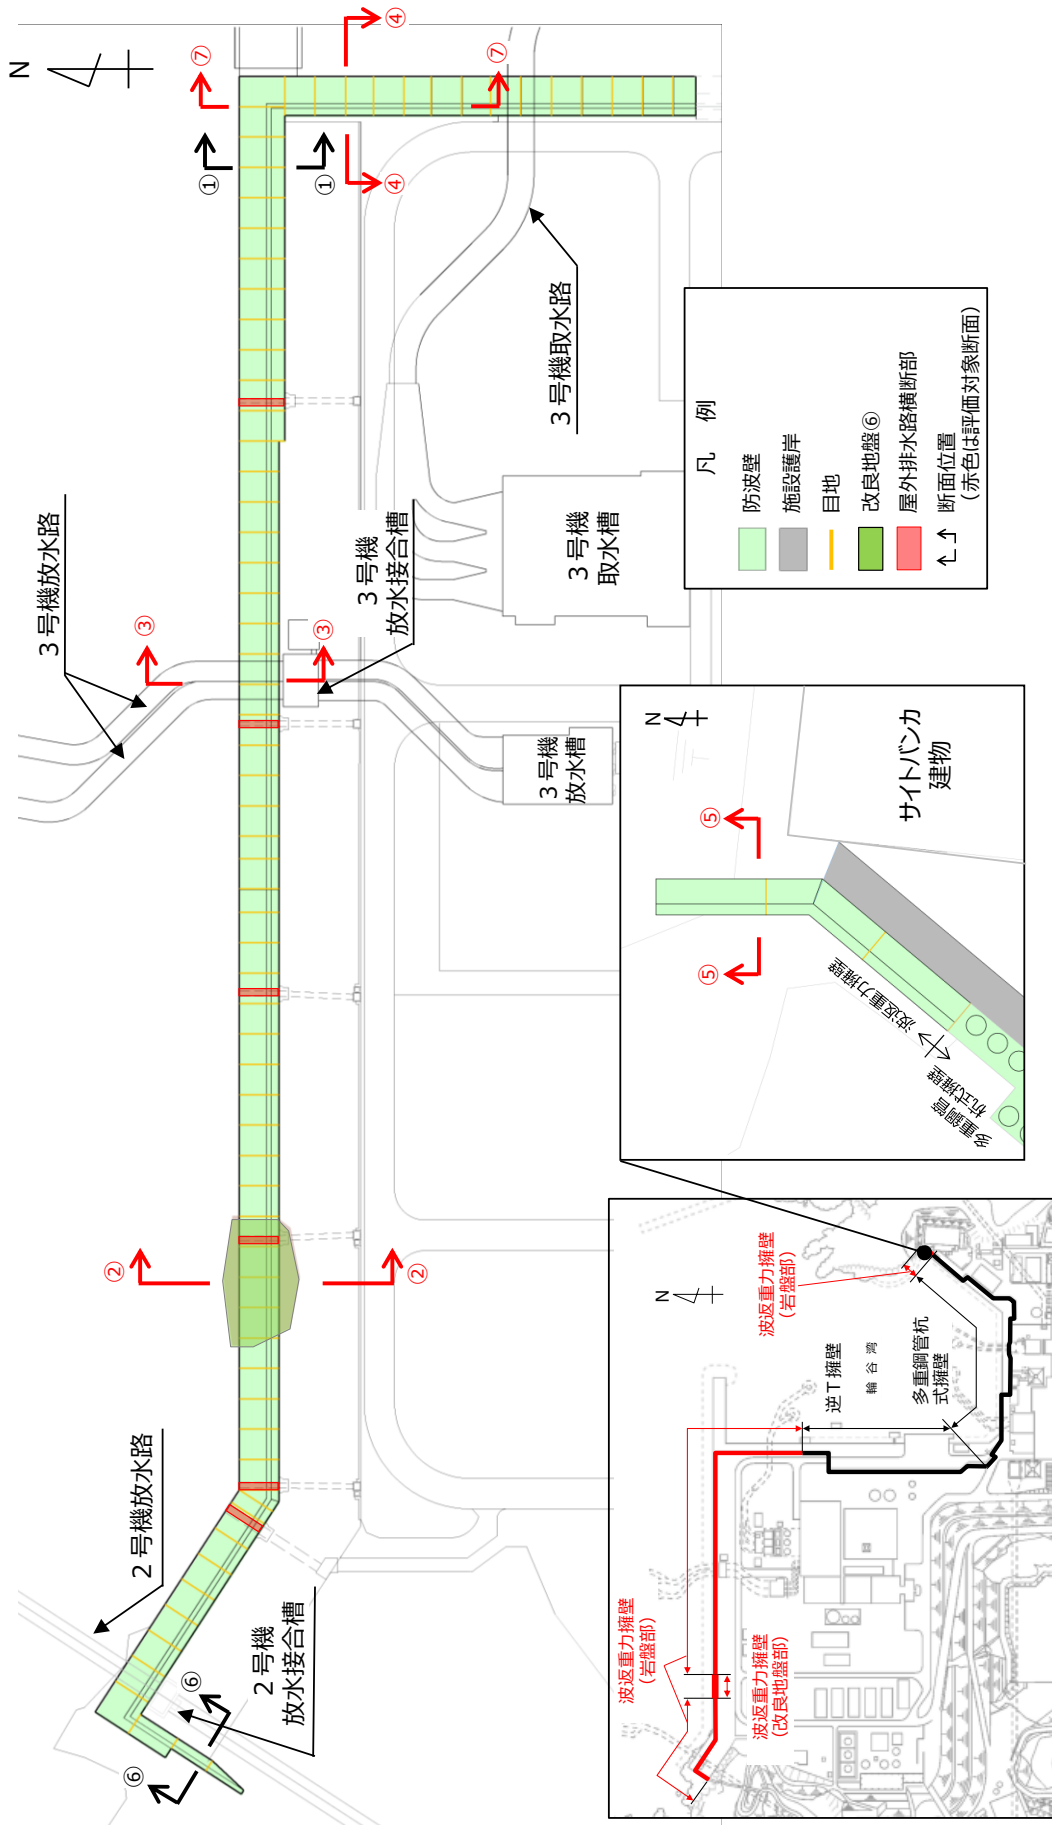 N
⑦
⑦
④
④
①
①
3号機取水路
3号機放水路
③
③
3号機
放水接合槽
3号機
取水槽
3号機
放水槽
②
②
2号機放水路
2号機
放水接合槽
⑥
⑥
凡 例
防波壁
施設護岸
目地
改良地盤⑥
屋外排水路横断部
断面位置
(赤色は評価対象断面)
N
サイトバンカ
建物
⑤
⑤
波返重力擁壁
多重鋼管
杭式擁壁
N
波返重力擁壁
(岩盤部)
逆T擁壁
輪谷湾
多重鋼管杭
式擁壁
波返重力擁壁
(岩盤部)
波返重力擁壁
(改良地盤部)